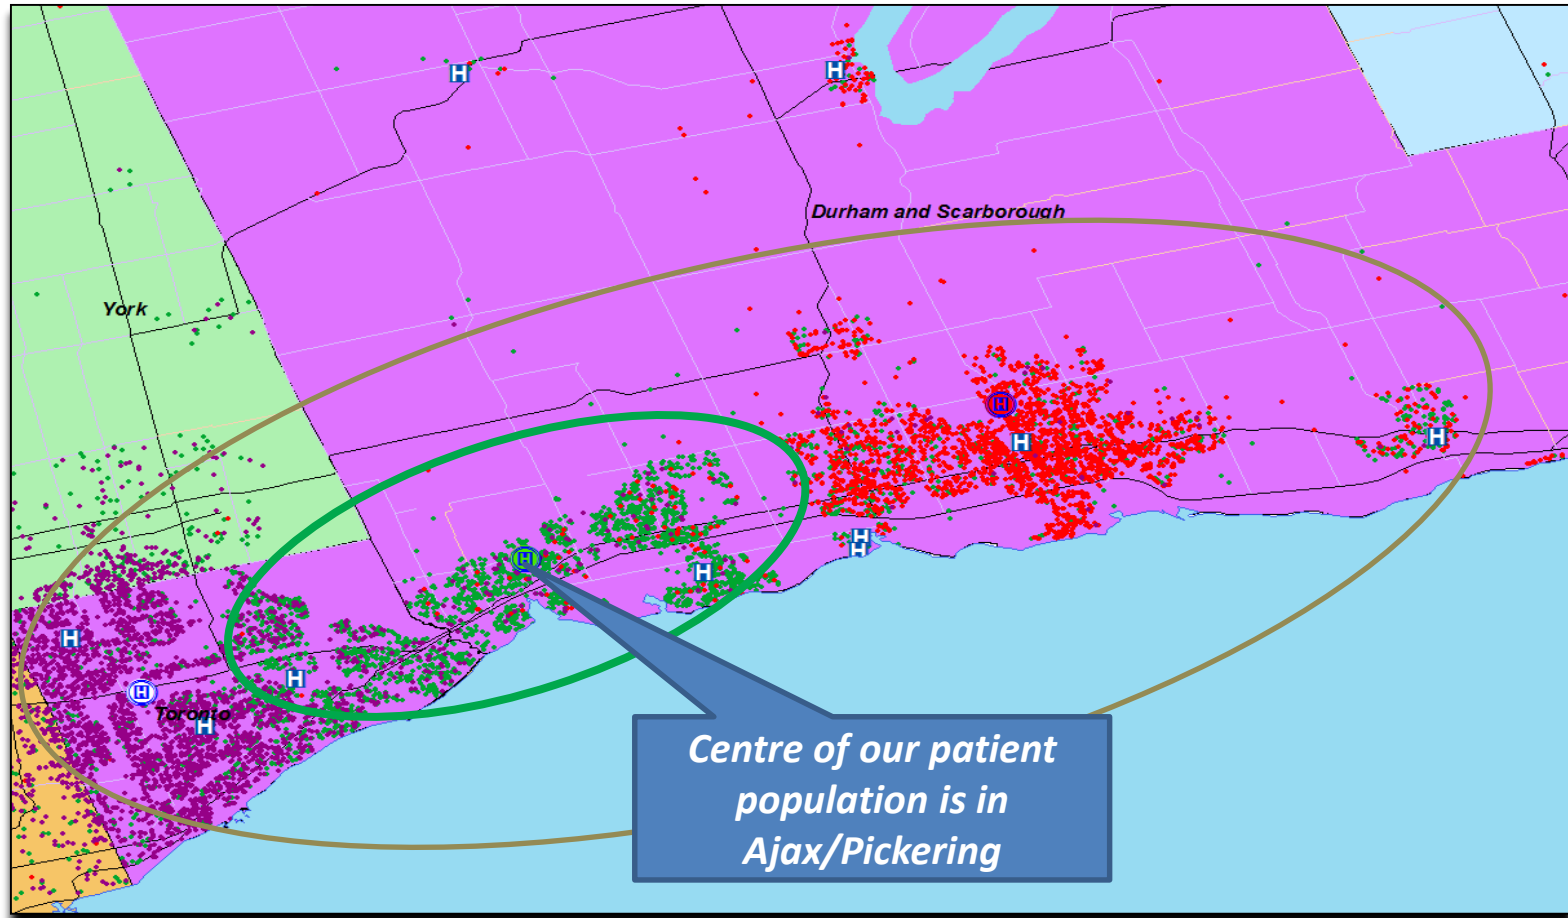 H
H
Durham and Scarborough
York
H
H
H
H
H
H
H
H
H
H
Toronto
H
Centre of our patient
population is in
Ajax/Pickering